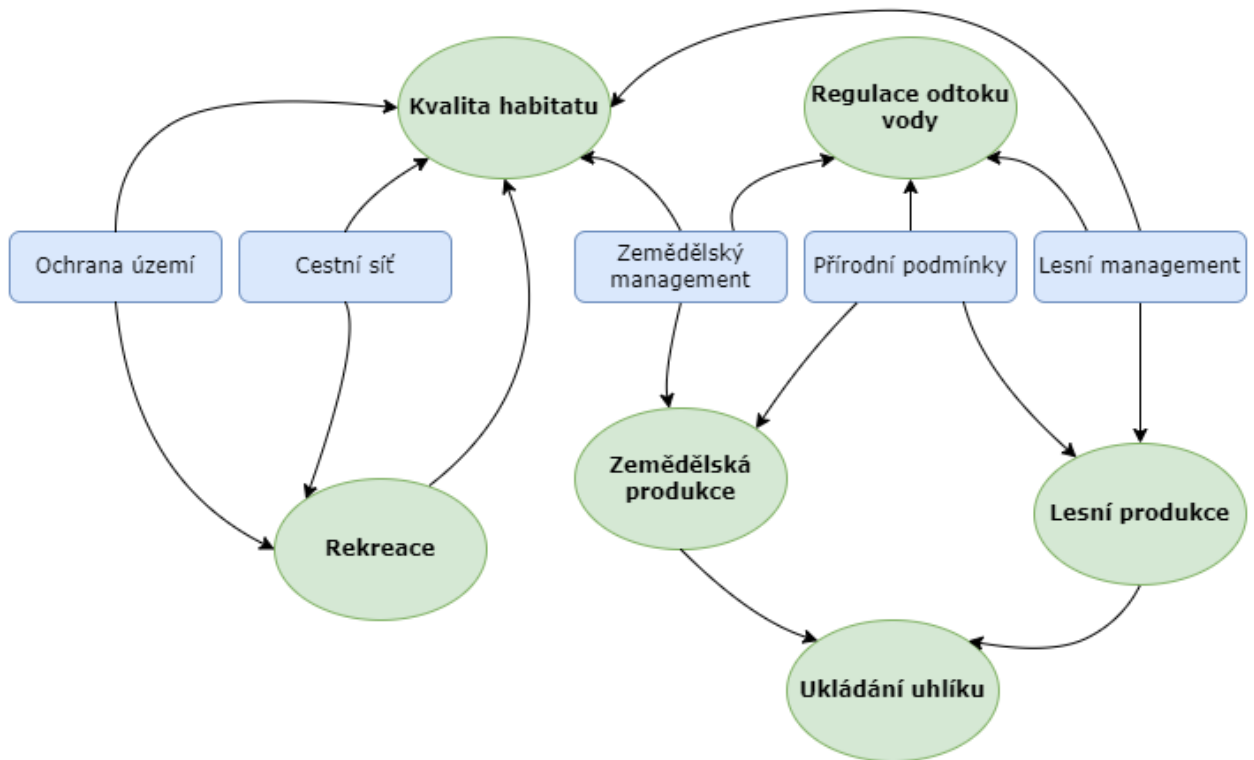 Kvalita habitatu
Regulace odtoku
vody
Ochrana území
Cestní síť
Zemědělský
management
Přírodní podmínky
Lesní management
Zemědělská
produkce
Lesní produkce
Rekreace
Ukládání uhlíku